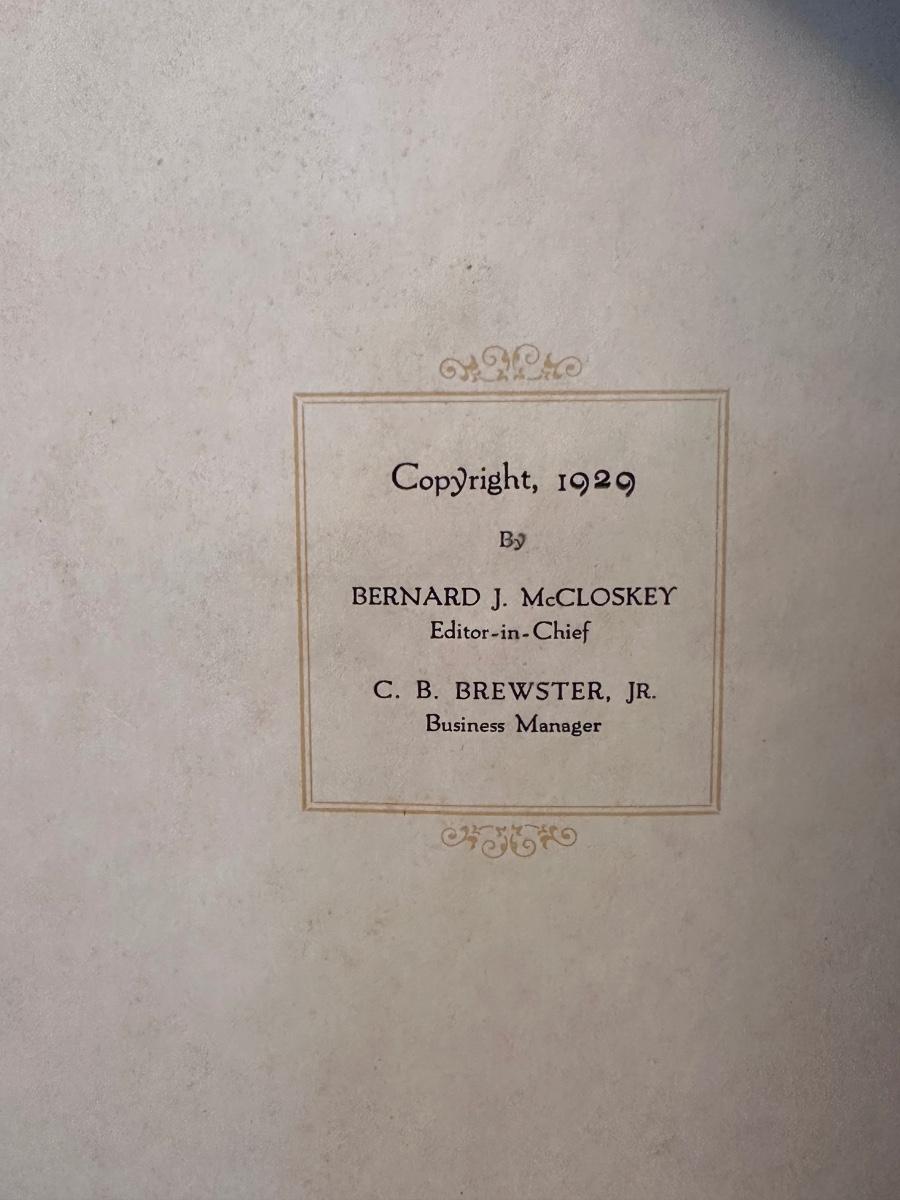 Copyright, 1929
By
BERNARD J. McCLOSKEY
Editor-in-Chief
C. B. BREWSTER, JR.
Business Manager